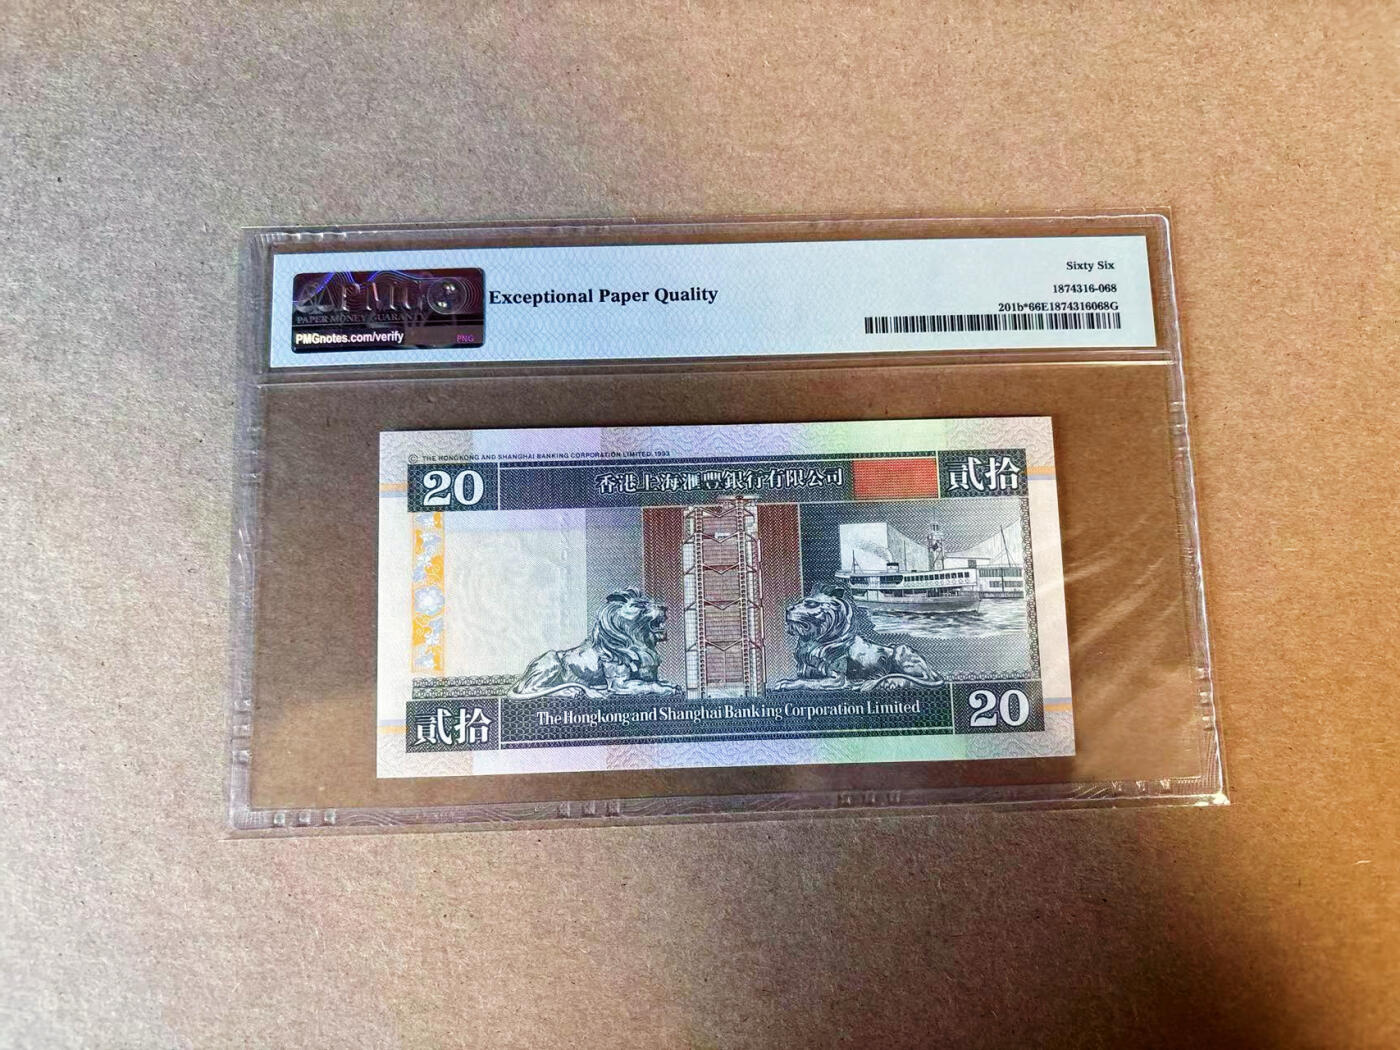 PMG
PAPER MONEY GUARANTY
PMGnotes.com/verify
PNG
Exceptional Paper Quality
Sixty Six
1874316-068
201b*66E1874316068G
© THE HONGKONG AND SHANGHAI BANKING CORPORATION LIMITED 1993
20
香港上海滙豐銀行有限公司
貳拾
貳拾
The Hongkong and Shanghai Banking Corporation Limited
20